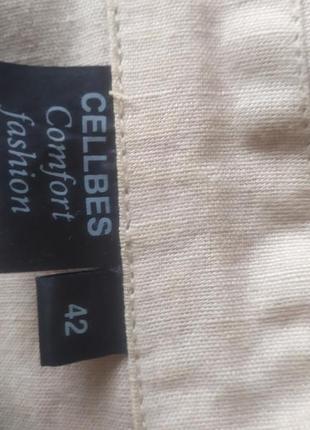 CELLBES
Comfort
fashion
42